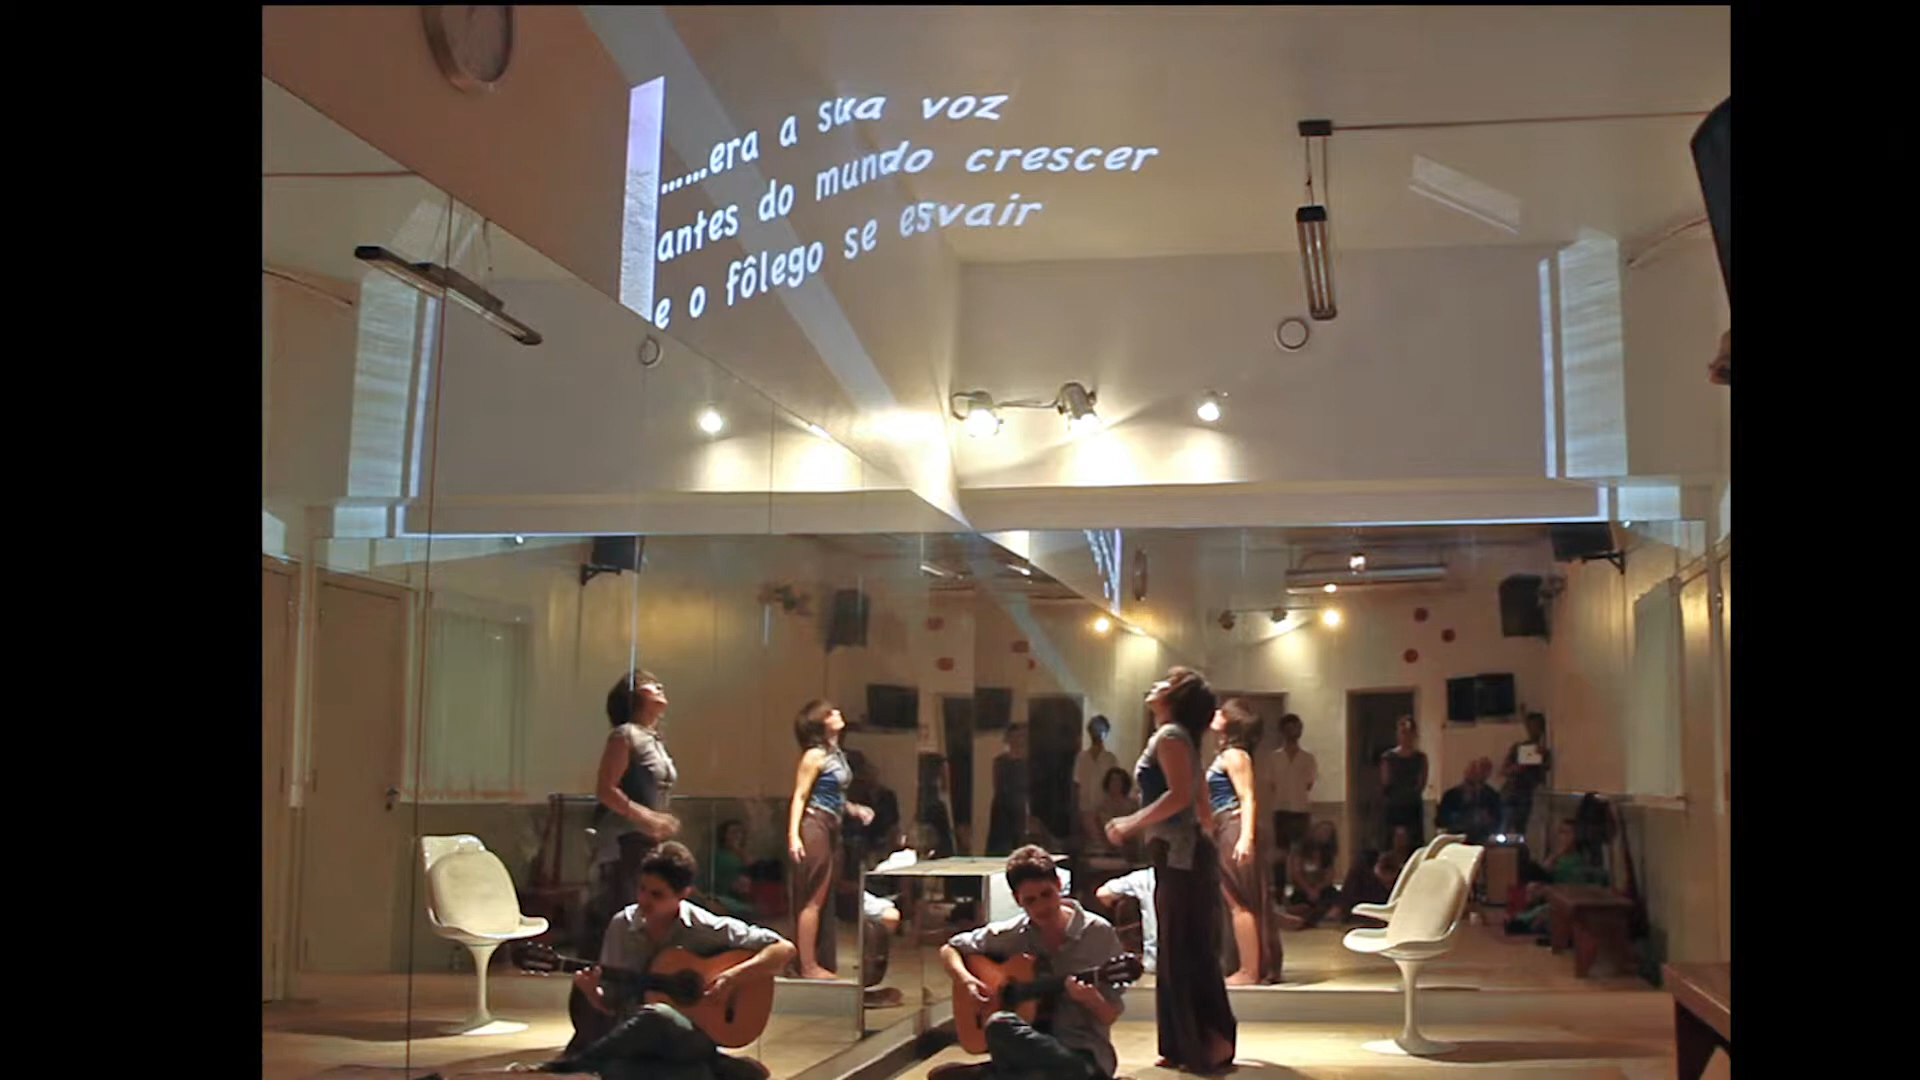 ......era a sua voz
antes do mundo crescer
e o fôlego se esvair